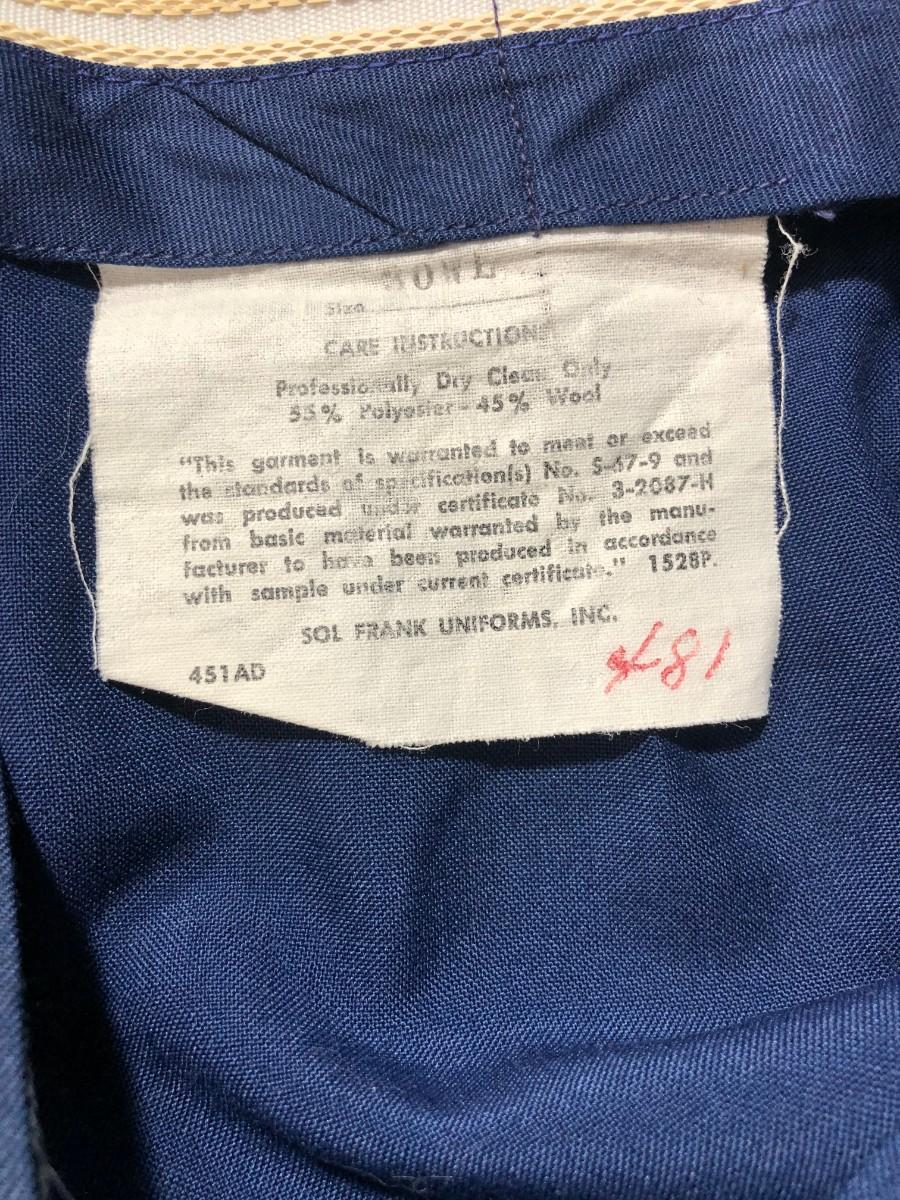 Size
CARE INSTRUCTIONS
Professionally Dry Clean Only
55% Polyester - 45% Wool
"This garment is warranted to meet or exceed
the standards of specification(s) No. S-67-9 and
was produced under certificate No. 3-2087-H
from basic material warranted by the manu-
facturer to have been produced in accordance
with sample under current certificate." 1528P.
SOL FRANK UNIFORMS, INC.
451AD